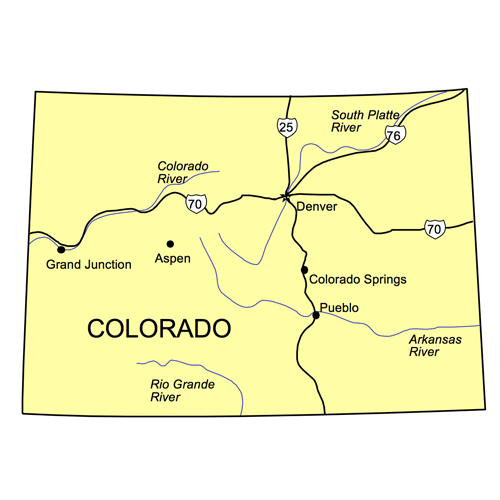 South Platte
River
25
76
Colorado
River
70
Denver
70
Grand Junction
Aspen
Colorado Springs
Pueblo
COLORADO
Arkansas
River
Rio Grande
River